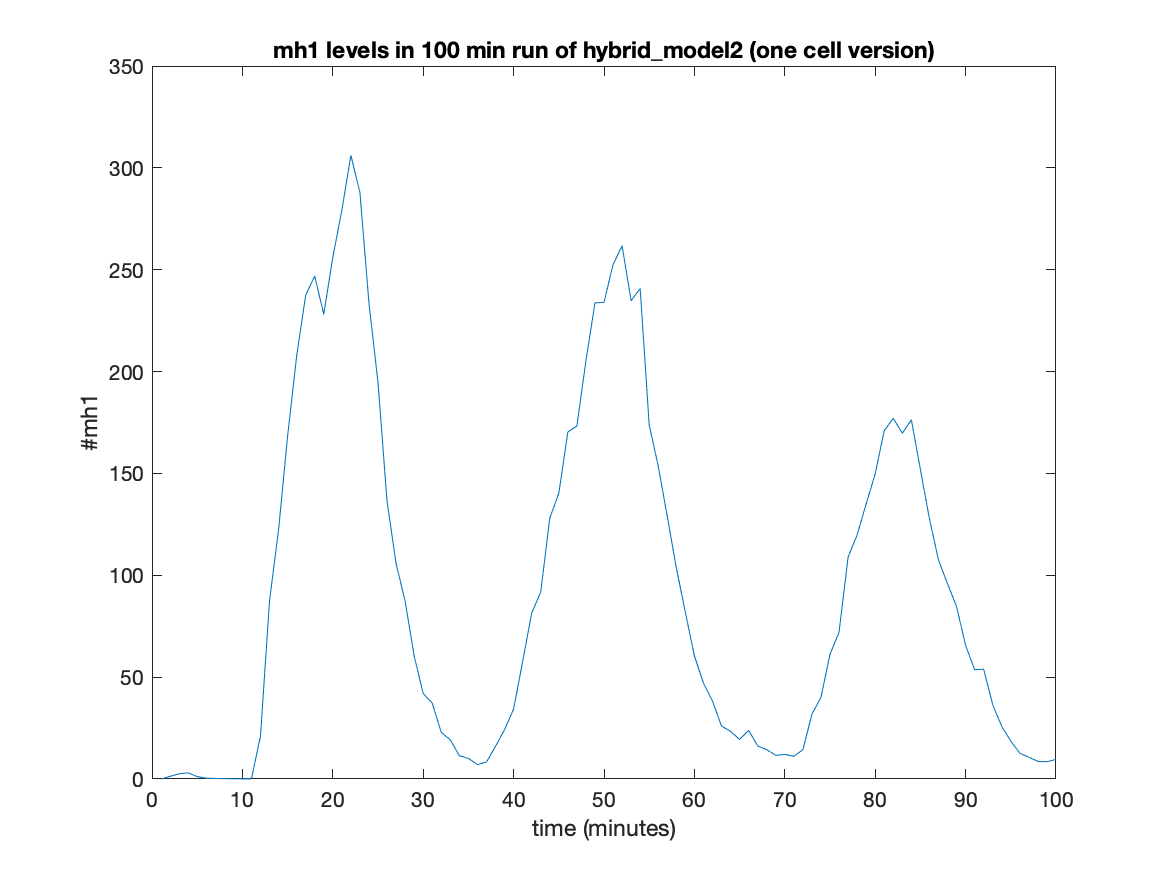 mh1 levels in 100 min run of hybrid_model2 (one cell version)
350
300
250
200
150
100
50
0
#mh1
0 10 20 30 40 50 60 70 80 90 100
time (minutes)